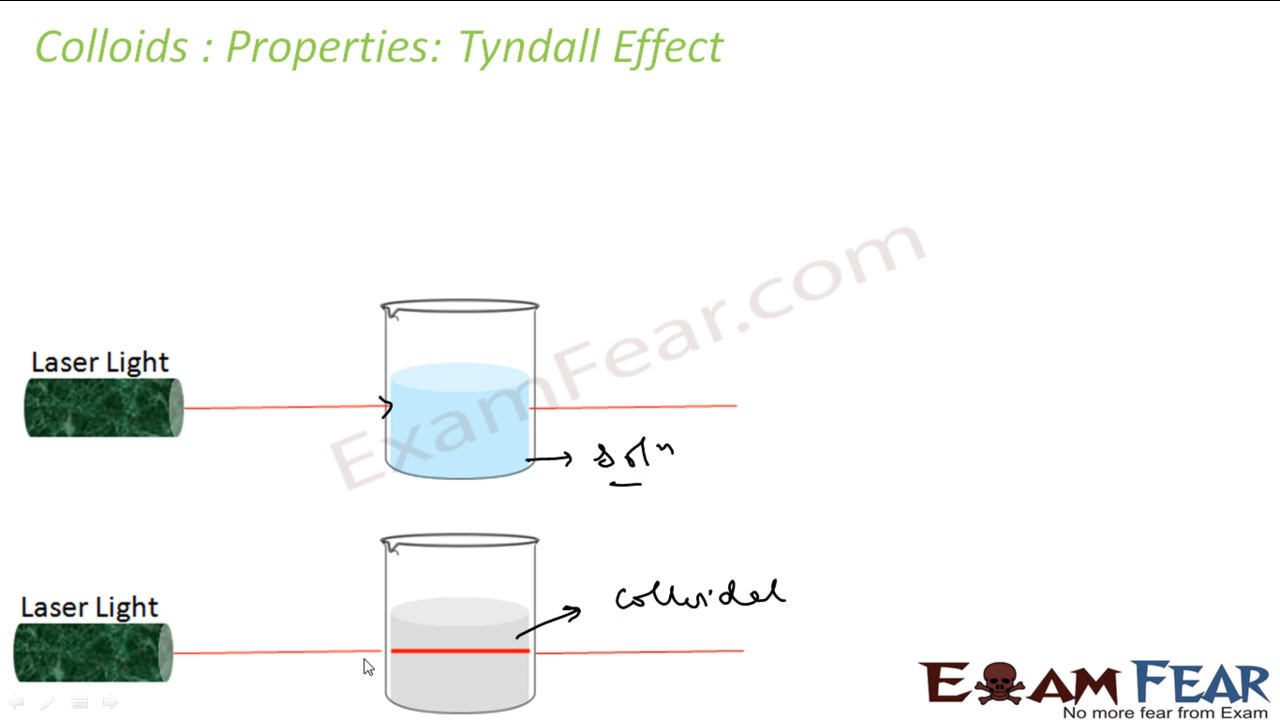 Colloids : Properties: Tyndall Effect
ExamFear.com
Laser Light
solⁿ
Laser Light
colloidal
EXAM FEAR
No more fear from Exam